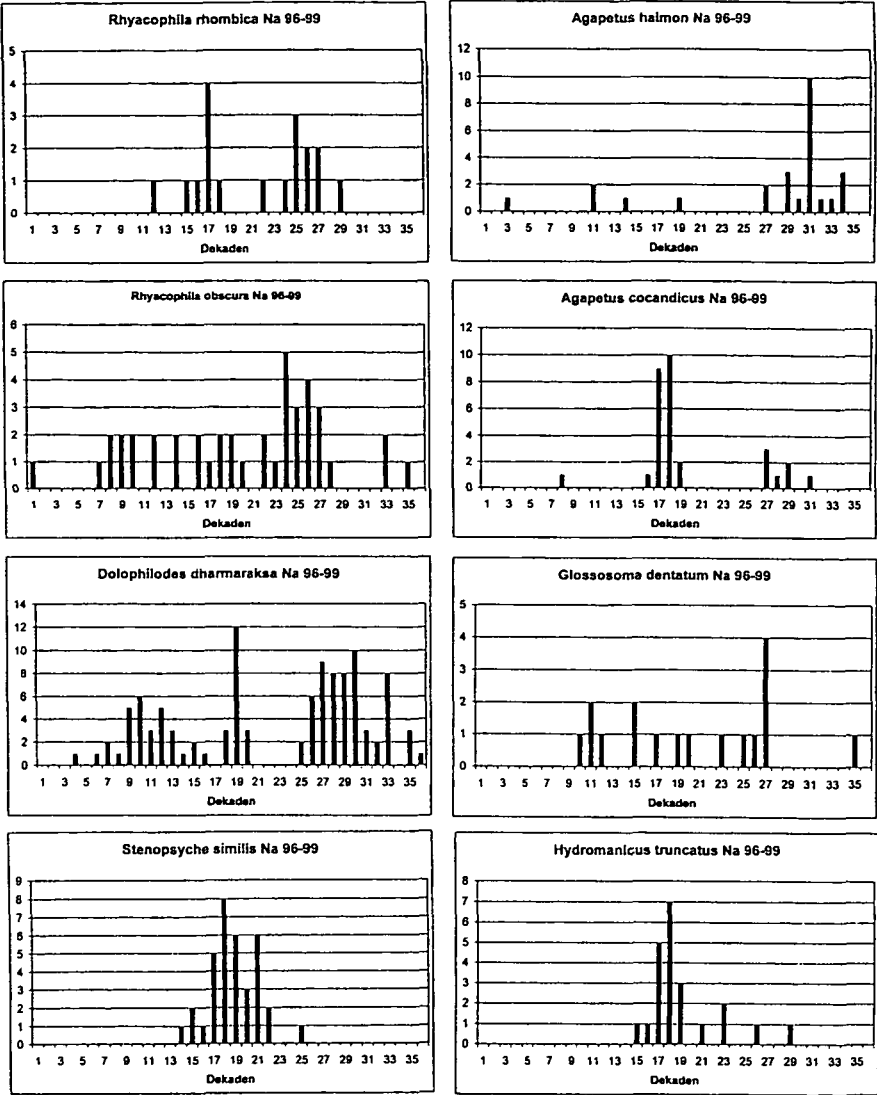 Rhyacophila rhombica Na 96-99
5
4
3
2
1
0
1 3 5 7 9 11 13 15 17 19 21 23 25 27 29 31 33 35
Dekaden
Agapetus halmon Na 96-99
12
10
8
6
4
2
0
1 3 5 7 9 11 13 15 17 19 21 23 25 27 29 31 33 35
Dekaden
Rhyacophila obscura Na 96-99
6
5
4
3
2
1
0
1 3 5 7 9 11 13 15 17 19 21 23 25 27 29 31 33 35
Dekaden
Agapetus cocandicus Na 96-99
12
10
8
6
4
2
0
1 3 5 7 9 11 13 15 17 19 21 23 25 27 29 31 33 35
Dekaden
Dolophilodes dharmaraksa Na 96-99
14
12
10
8
6
4
2
0
1 3 5 7 9 11 13 15 17 19 21 23 25 27 29 31 33 35
Dekaden
Glossosoma dentatum Na 96-99
5
4
3
2
1
0
1 3 5 7 9 11 13 15 17 19 21 23 25 27 29 31 33 35
Dekaden
Stenopsyche similis Na 96-99
9
8
7
6
5
4
3
2
1
0
1 3 5 7 9 11 13 15 17 19 21 23 25 27 29 31 33 35
Dekaden
Hydromanicus truncatus Na 96-99
8
7
6
5
4
3
2
1
0
1 3 5 7 9 11 13 15 17 19 21 23 25 27 29 31 33 35
Dekaden